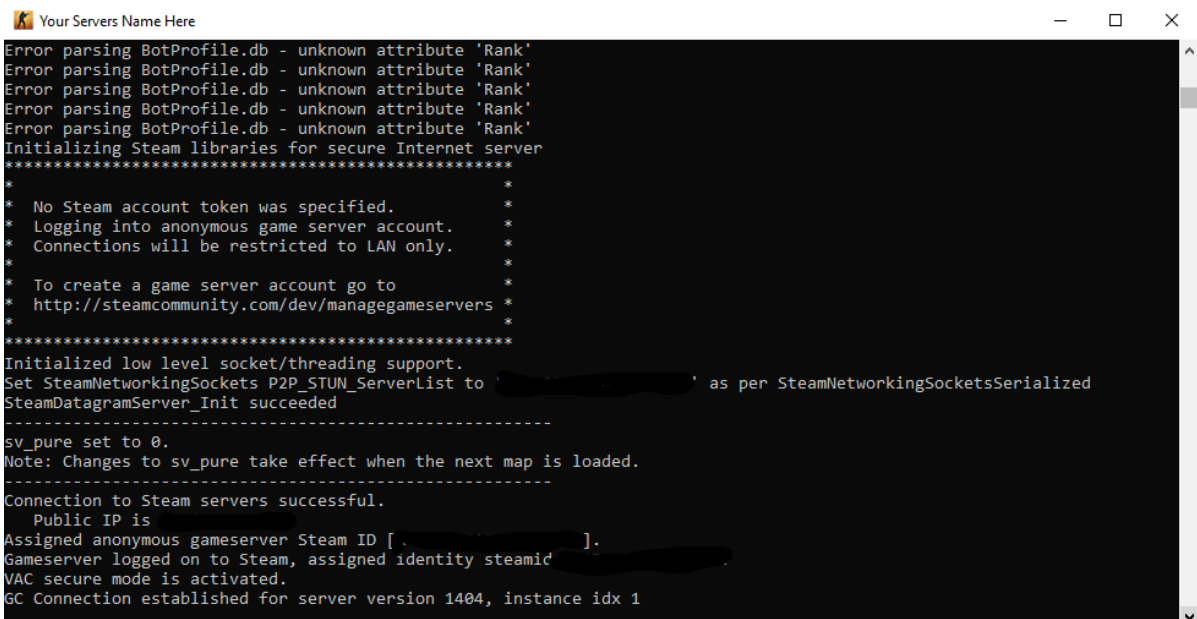 Your Servers Name Here
Error parsing BotProfile.db - unknown attribute 'Rank'
Error parsing BotProfile.db - unknown attribute 'Rank'
Error parsing BotProfile.db - unknown attribute 'Rank'
Error parsing BotProfile.db - unknown attribute 'Rank'
Error parsing BotProfile.db - unknown attribute 'Rank'
Initializing Steam libraries for secure Internet server
****************************************************
*                                                  *
*  No Steam account token was specified.           *
*  Logging into anonymous game server account.     *
*  Connections will be restricted to LAN only.     *
*                                                  *
*  To create a game server account go to           *
*  http://steamcommunity.com/dev/managegameservers *
*                                                  *
****************************************************
Initialized low level socket/threading support.
Set SteamNetworkingSockets P2P_STUN_ServerList to '' as per SteamNetworkingSocketsSerialized
SteamDatagramServer_Init succeeded
--------------------------------------------------------
sv_pure set to 0.
Note: Changes to sv_pure take effect when the next map is loaded.
--------------------------------------------------------
Connection to Steam servers successful.
   Public IP is
Assigned anonymous gameserver Steam ID [ ].
Gameserver logged on to Steam, assigned identity steamid
VAC secure mode is activated.
GC Connection established for server version 1404, instance idx 1